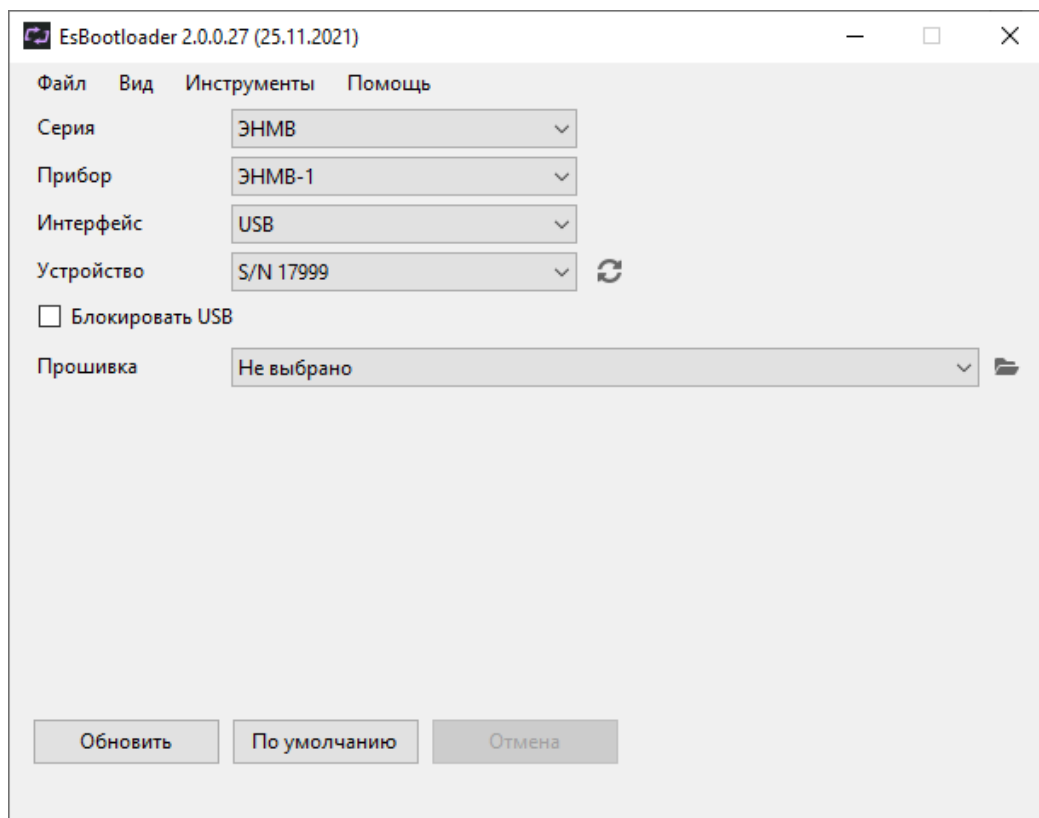 EsBootloader 2.0.0.27 (25.11.2021)
Файл Вид Инструменты Помощь
Серия ЭНМВ
Прибор ЭНМВ-1
Интерфейс USB
Устройство S/N 17999
Блокировать USB
Прошивка Не выбрано
Обновить По умолчанию Отмена